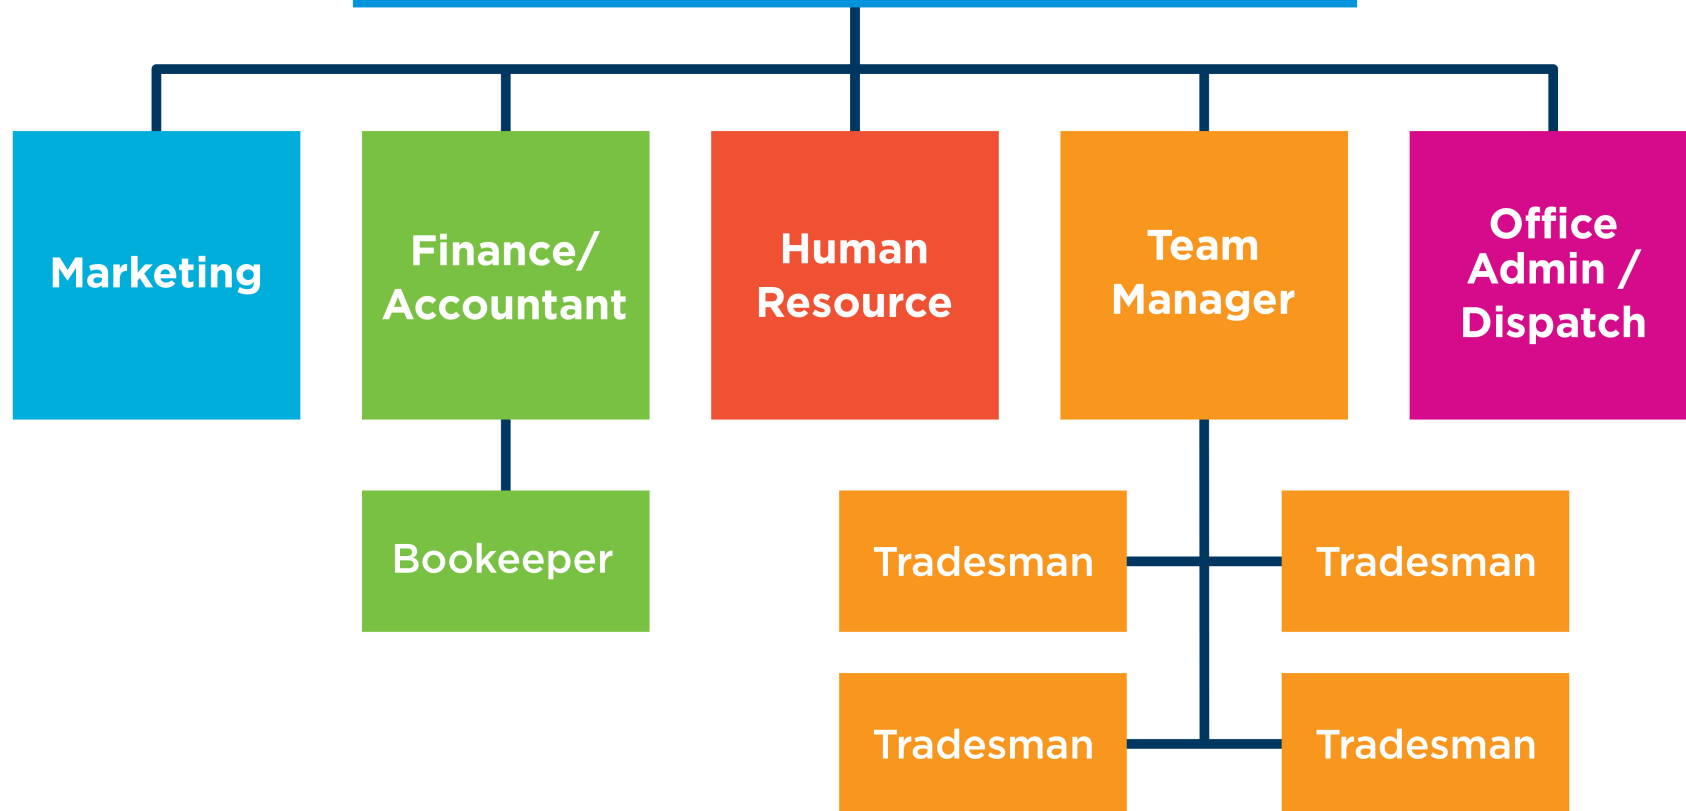 Marketing
Finance/
Accountant
Human
Resource
Team
Manager
Office
Admin /
Dispatch
Bookeeper
Tradesman
Tradesman
Tradesman
Tradesman